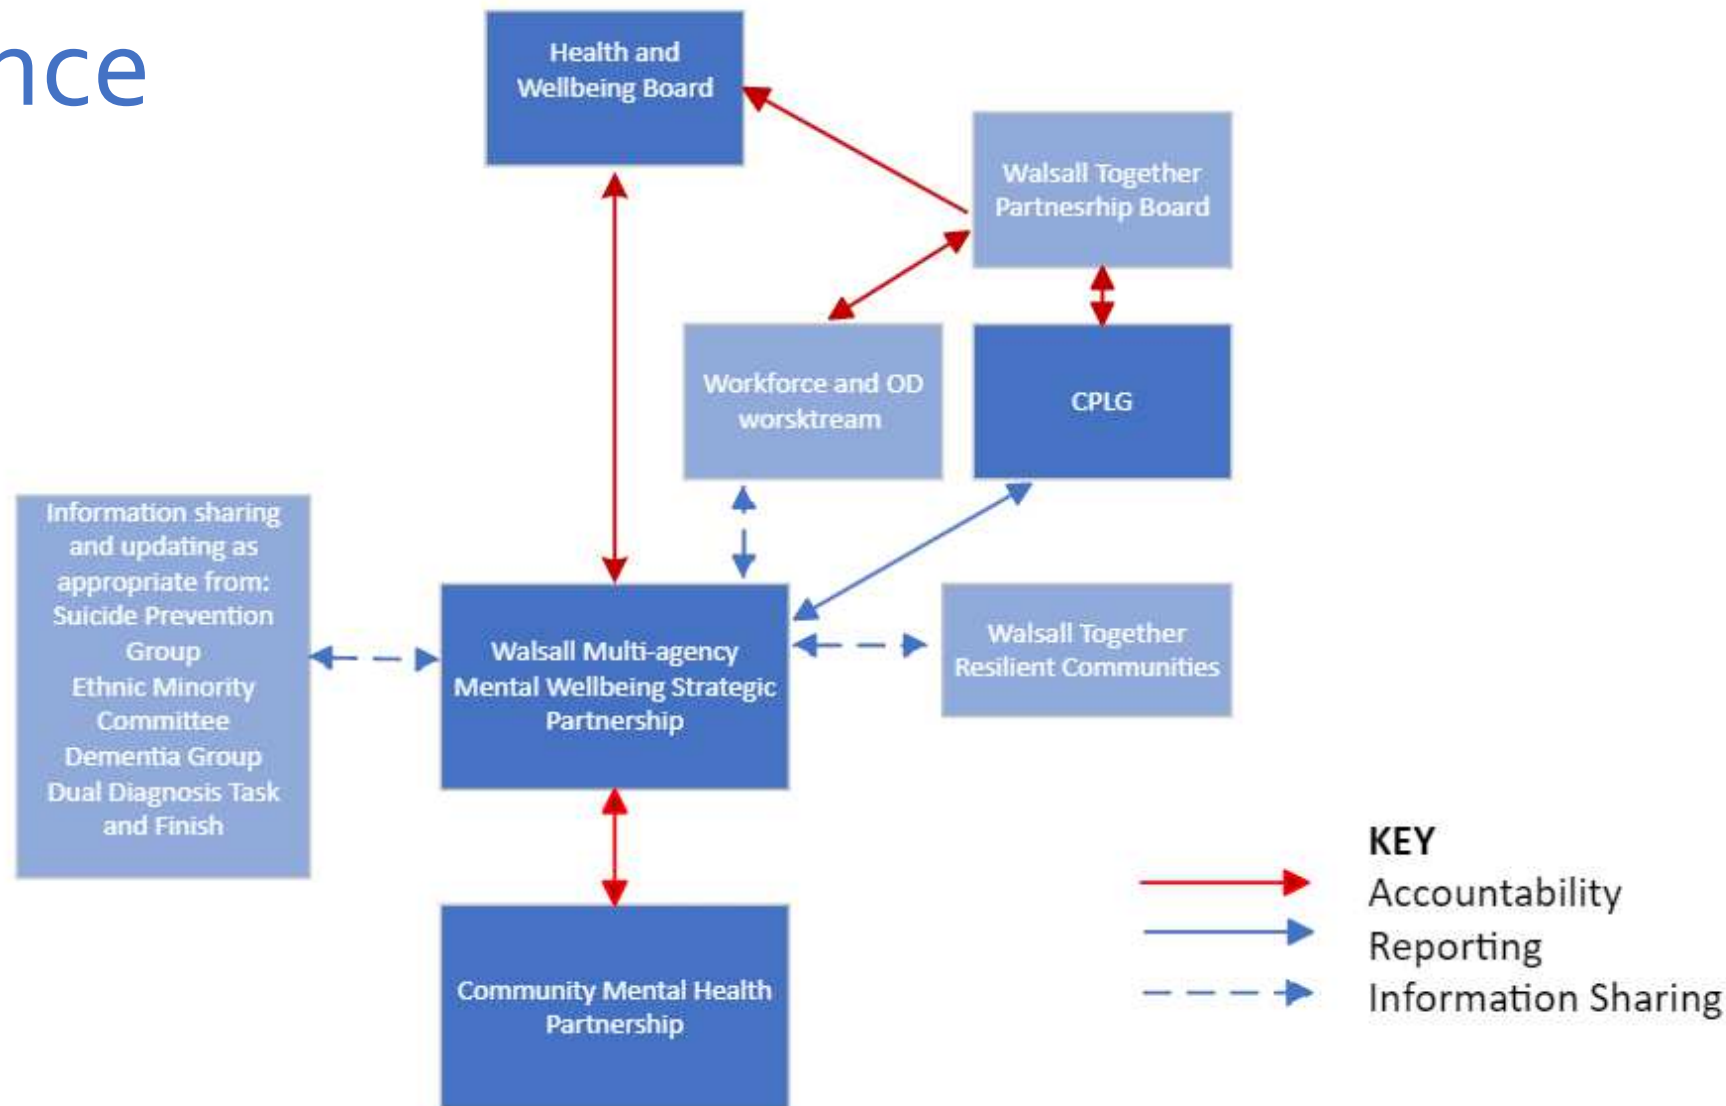 nce
Health and
Wellbeing Board
Walsall Together
Partnesrhip Board
Workforce and OD
worsktream
CPLG
Information sharing
and updating as
appropriate from:
Suicide Prevention
Group
Ethnic Minority
Committee
Dementia Group
Dual Diagnosis Task
and Finish
Walsall Multi-agency
Mental Wellbeing Strategic
Partnership
Walsall Together
Resilient Communities
Community Mental Health
Partnership
KEY
Accountability
Reporting
Information Sharing